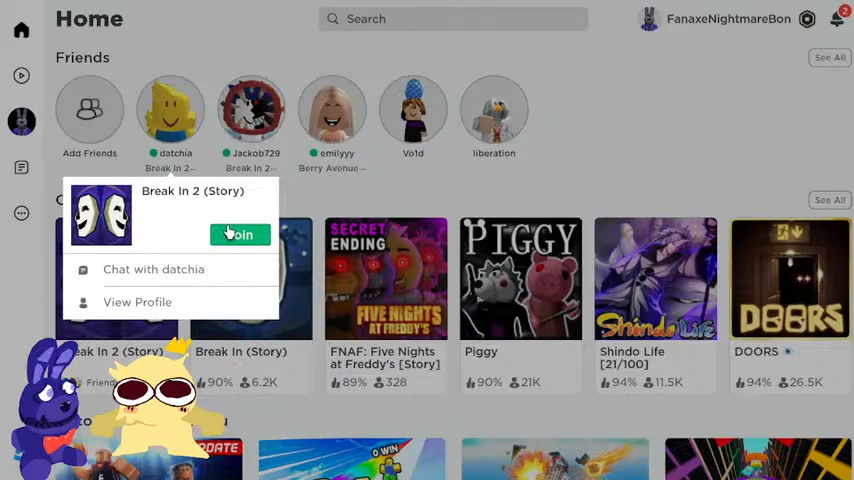 Home
Search
FanaxeNightmareBon
2
Friends
See All
Add Friends
datchia
Jackob729
emilyyy
Vo1d
liberation
Break In 2--
Break In 2--
Berry Avenue--
Break In 2 (Story)
Join
Chat with datchia
View Profile
See All
SECRET
ENDING
FIVE NIGHTS
AT FREDDY'S
PIGGY
Shindo Life
DOORS
Break In 2 (Story)
Break In (Story)
FNAF: Five Nights
at Freddy's [Story]
Piggy
Shindo Life
[21/100]
DOORS
90%
6.2K
89%
328
90%
21K
94%
11.5K
94%
26.5K
UPDATE
0 WIN